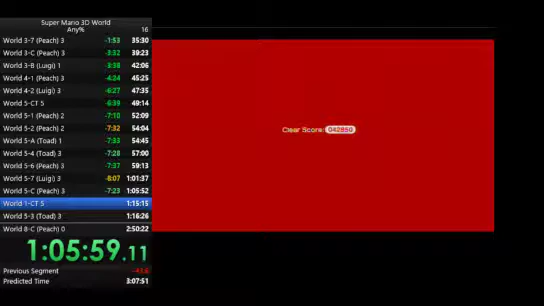 Super Mario 3D World
Any% 16
World 3-7 (Peach) 3 -1:53 35:30
World 3-C (Peach) 3 -3:32 39:23
World 3-B (Luigi) 1 -3:38 42:06
World 4-1 (Peach) 3 -4:24 45:25
World 4-2 (Luigi) 3 -6:27 47:35
World 5-CT 5 -6:39 49:14
World 5-1 (Peach) 2 -7:10 52:09
World 5-2 (Peach) 2 -7:32 54:04
World 5-A (Toad) 1 -7:33 54:45
World 5-4 (Toad) 3 -7:28 57:00
World 5-6 (Peach) 3 -7:37 59:13
World 5-7 (Luigi) 3 -8:07 1:01:37
World 5-C (Peach) 3 -7:23 1:05:52
World 1-CT 5 1:15:15
World 5-3 (Toad) 3 1:16:26
World 8-C (Peach) 0 2:50:22
1:05:59.11
Previous Segment
Predicted Time 3:07:51
Clear Score: 042850